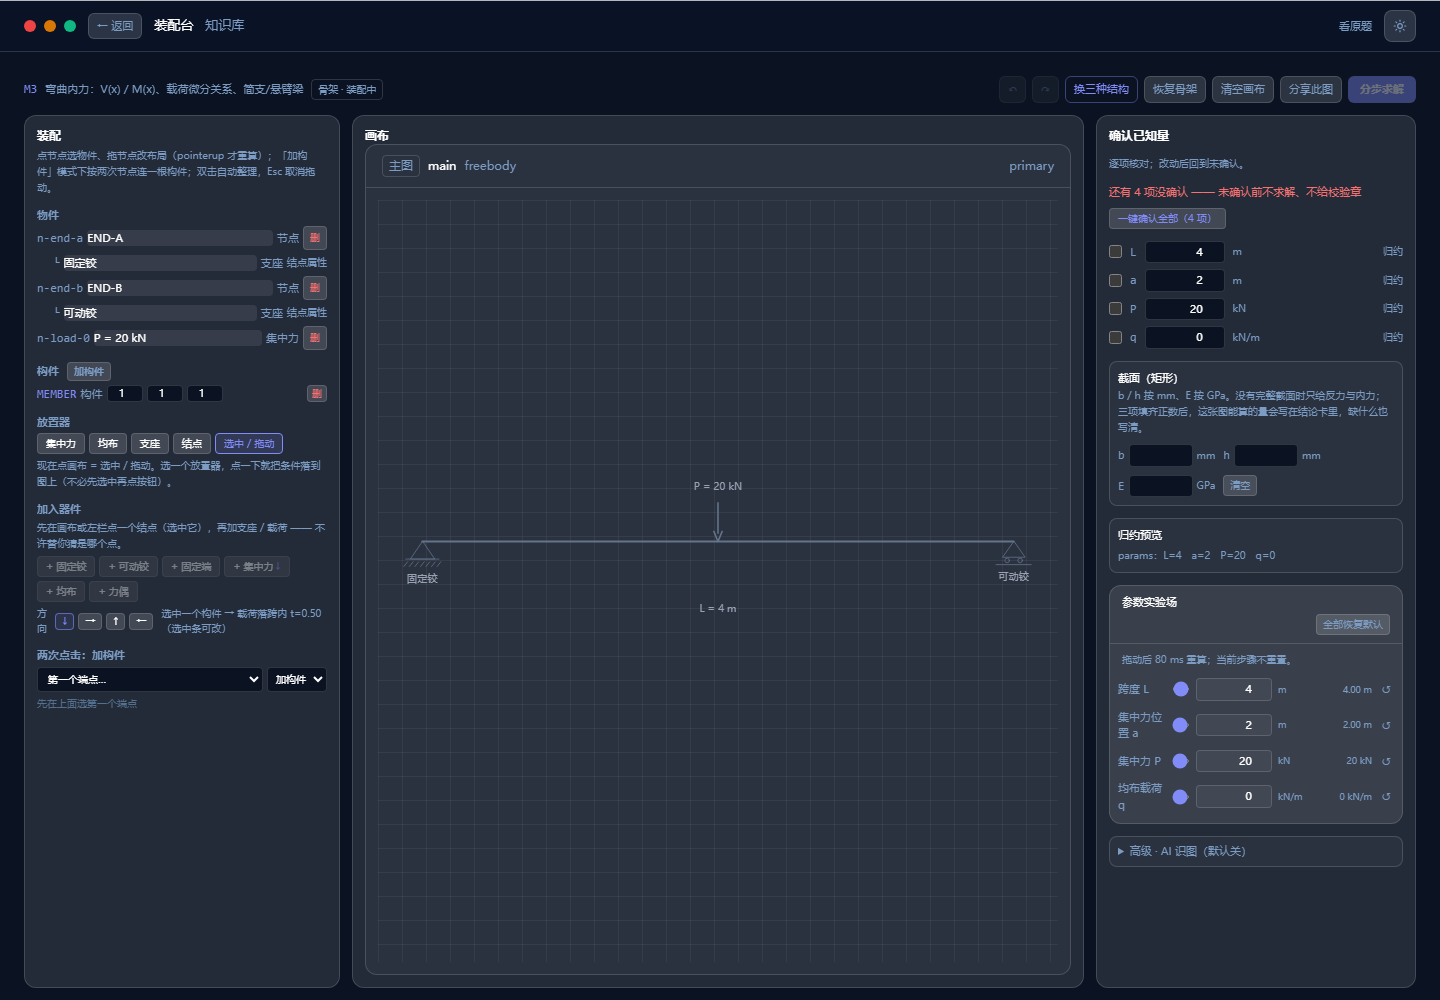 ← 返回 装配台 知识库 看原题
M3 弯曲内力：V(x) / M(x)、载荷微分关系、简支/悬臂梁 骨架 · 装配中
↶ ↷ 换三种结构 恢复骨架 清空画布 分享此图 分步求解
装配
点节点选物件、拖节点改布局（pointerup 才重算）；「加构
件」模式下按两次节点连一根构件；双击自动整理，Esc 取消拖
动。
物件
n-end-a END-A 节点 删
└ 固定铰 支座 结点属性
n-end-b END-B 节点 删
└ 可动铰 支座 结点属性
n-load-0 P = 20 kN 集中力 删
构件 加构件
MEMBER 构件 1 1 1 删
放置器
集中力 均布 支座 结点 选中 / 拖动
现在点画布 = 选中 / 拖动。选一个放置器，点一下就把条件落到
图上（不必先选中再点按钮）。
加入器件
先在画布或左栏点一个结点（选中它），再加支座 / 载荷 —— 不
许替你猜是哪个点。
+ 固定铰 + 可动铰 + 固定端 + 集中力 ↓
+ 均布 + 力偶
方
向 ↓ → ↑ ← 选中一个构件 → 载荷落跨内 t=0.50
（选中条可改）
两次点击：加构件
第一个端点... 加构件
先在上面选第一个端点
画布
主图 main freebody primary
P = 20 kN
固定铰
可动铰
L = 4 m
确认已知量
逐项核对；改动后回到未确认。
还有 4 项没确认 —— 未确认前不求解、不给校验章
一键确认全部（4 项）
L 4 m 归约
a 2 m 归约
P 20 kN 归约
q 0 kN/m 归约
截面（矩形）
b / h 按 mm、E 按 GPa。没有完整截面时只给反力与内力；
三项填齐正数后，这张图能算的量会写在结论卡里，缺什么也
写清。
b mm h mm
E GPa 清空
归约预览
params: L=4 a=2 P=20 q=0
参数实验场
全部恢复默认
拖动后 80 ms 重算；当前步骤不重置。
跨度 L 4 m 4.00 m ↺
集中力位
置 a 2 m 2.00 m ↺
集中力 P 20 kN 20 kN ↺
均布载荷
q 0 kN/m 0 kN/m ↺
▶ 高级 · AI 识图（默认关）